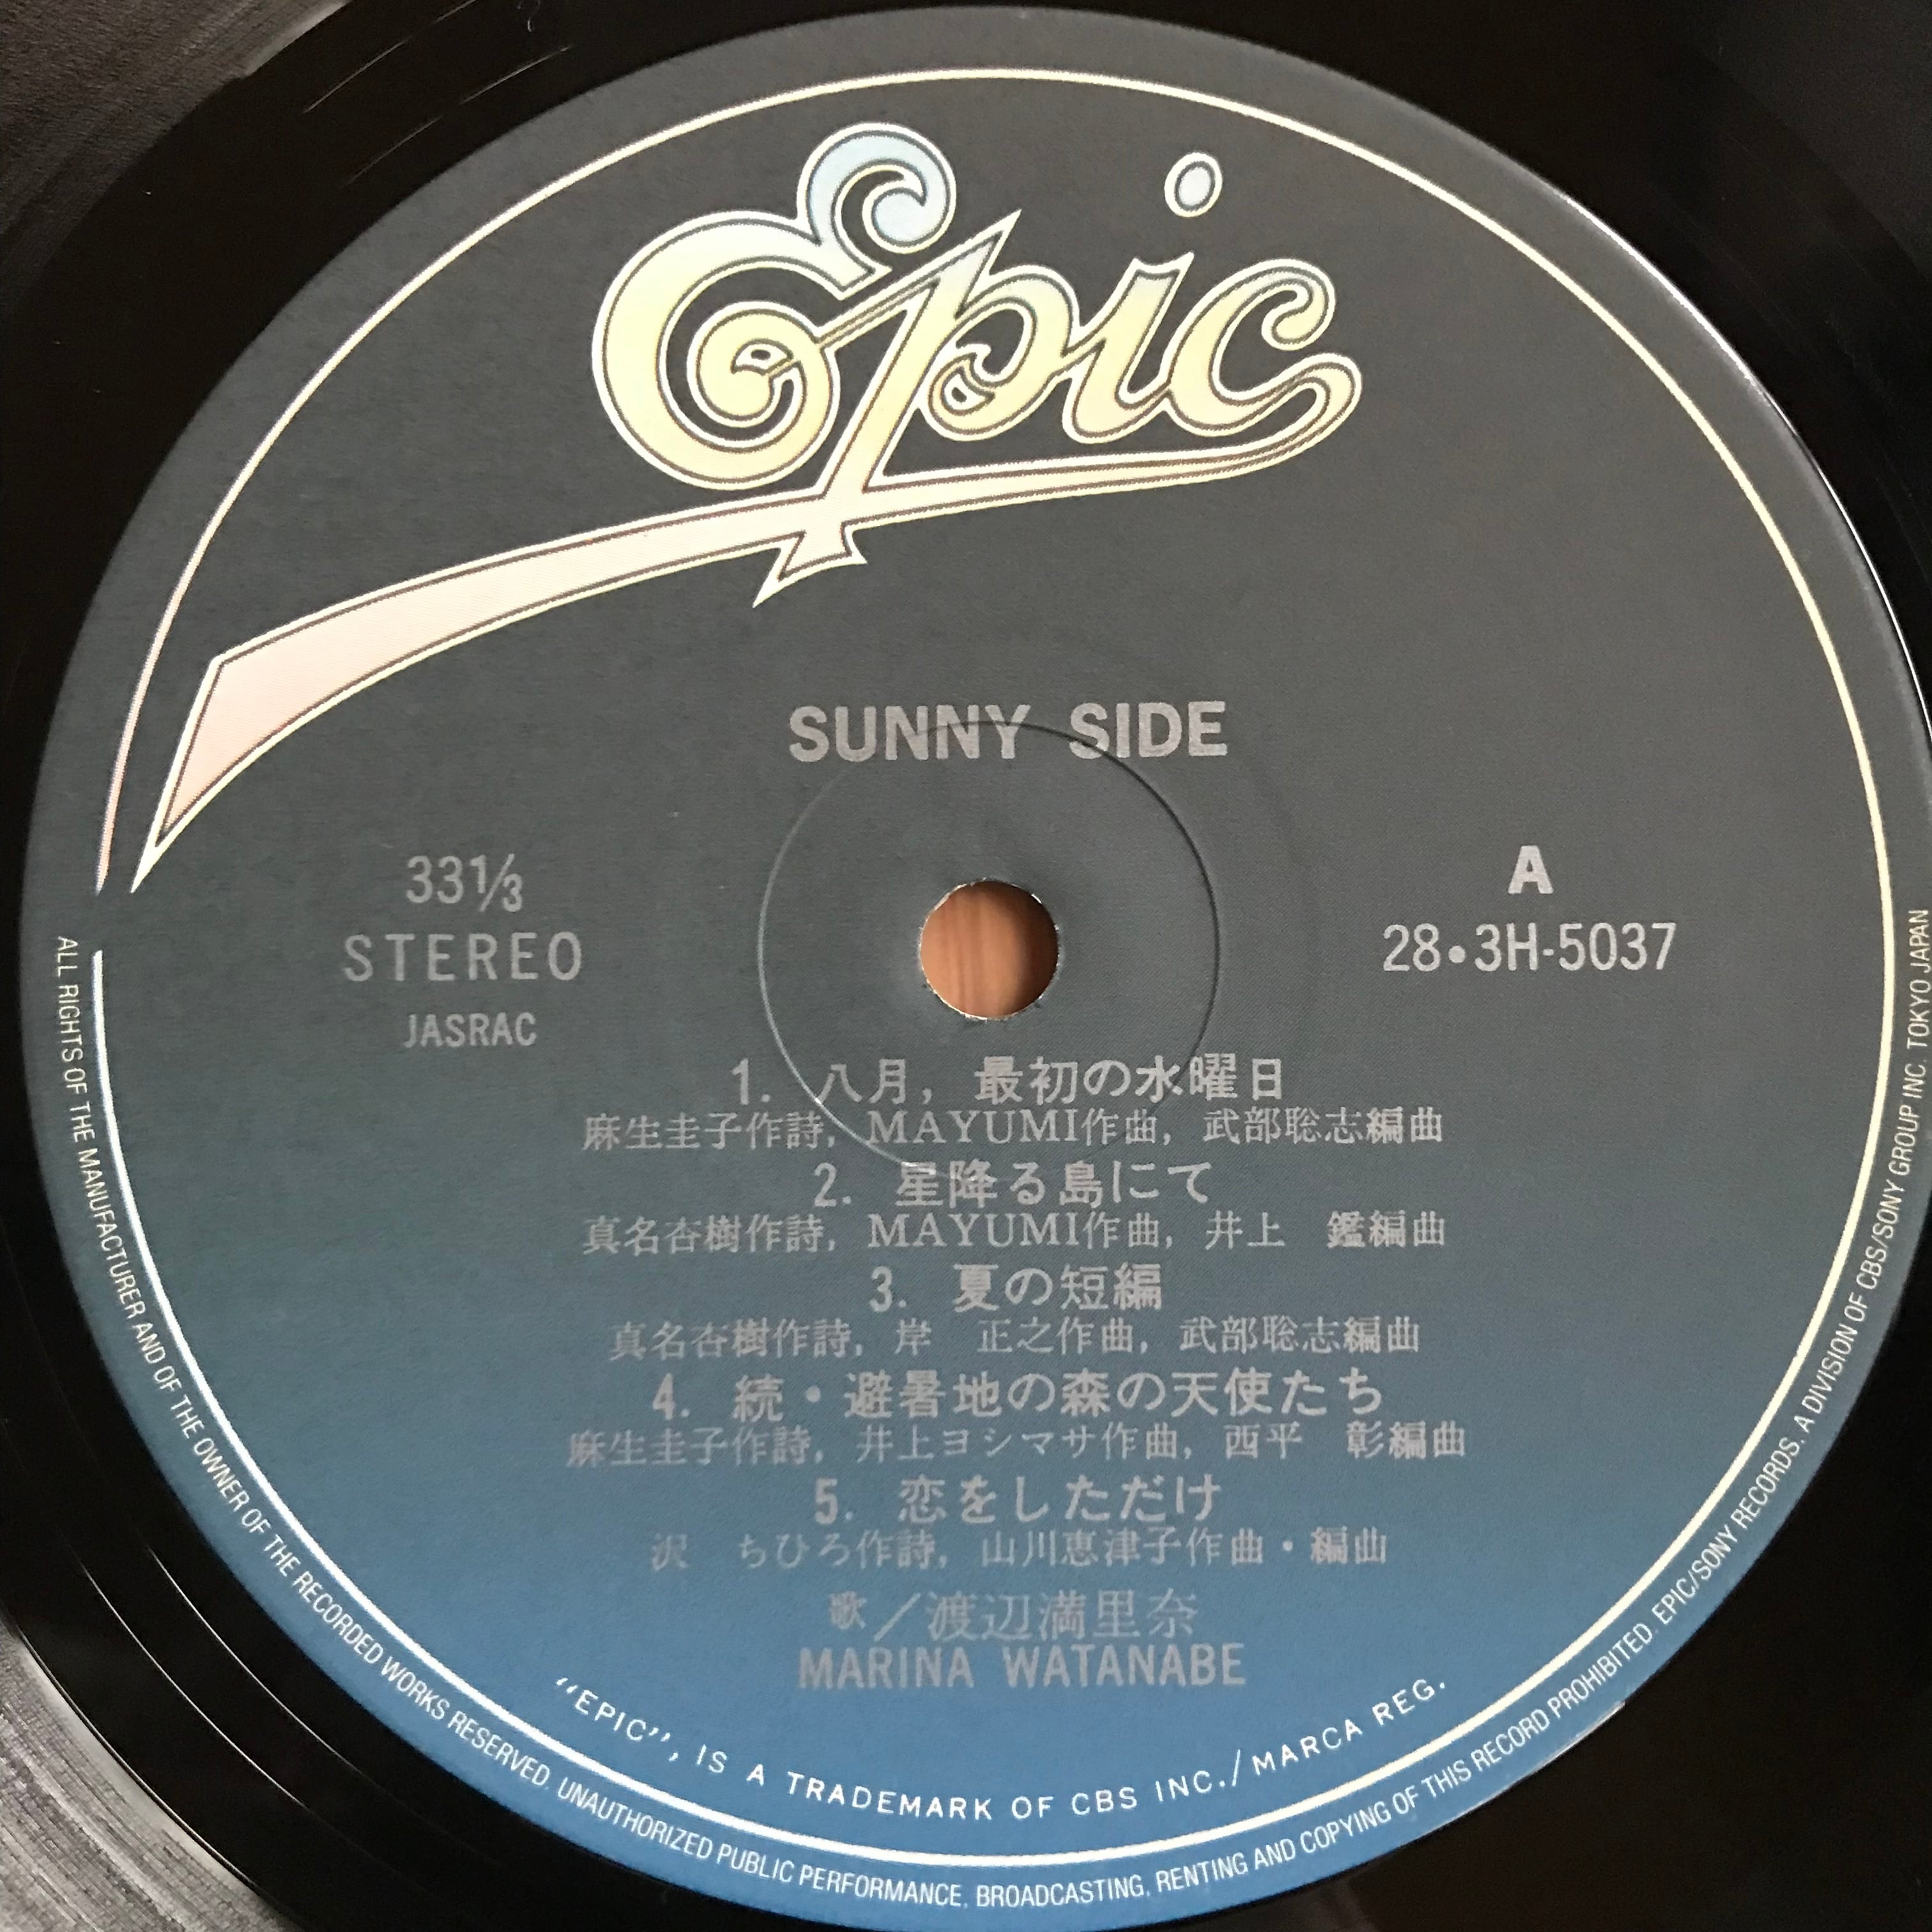 Epic
SUNNY SIDE
33 1/3
STEREO
JASRAC
A
28•3H-5037
1. 八月, 最初の水曜日
麻生圭子作詩, MAYUMI作曲, 武部聡志編曲
2. 星降る島にて
真名杏樹作詩, MAYUMI作曲, 井上 鑑編曲
3. 夏の短編
真名杏樹作詩, 岸 正之作曲, 武部聡志編曲
4. 続・避暑地の森の天使たち
麻生圭子作詩, 井上ヨシマサ作曲, 西平 彰編曲
5. 恋をしただけ
沢 ちひろ作詩, 山川恵津子作曲・編曲
歌／渡辺満里奈
MARINA WATANABE
"EPIC", IS A TRADEMARK OF CBS INC./MARCA REG.
ALL RIGHTS OF THE MANUFACTURER AND OF THE OWNER OF THE RECORDED WORKS RESERVED. UNAUTHORIZED PUBLIC PERFORMANCE, BROADCASTING, RENTING AND COPYING OF THIS RECORD PROHIBITED. EPIC/SONY RECORDS. A DIVISION OF CBS/SONY GROUP INC. TOKYO JAPAN